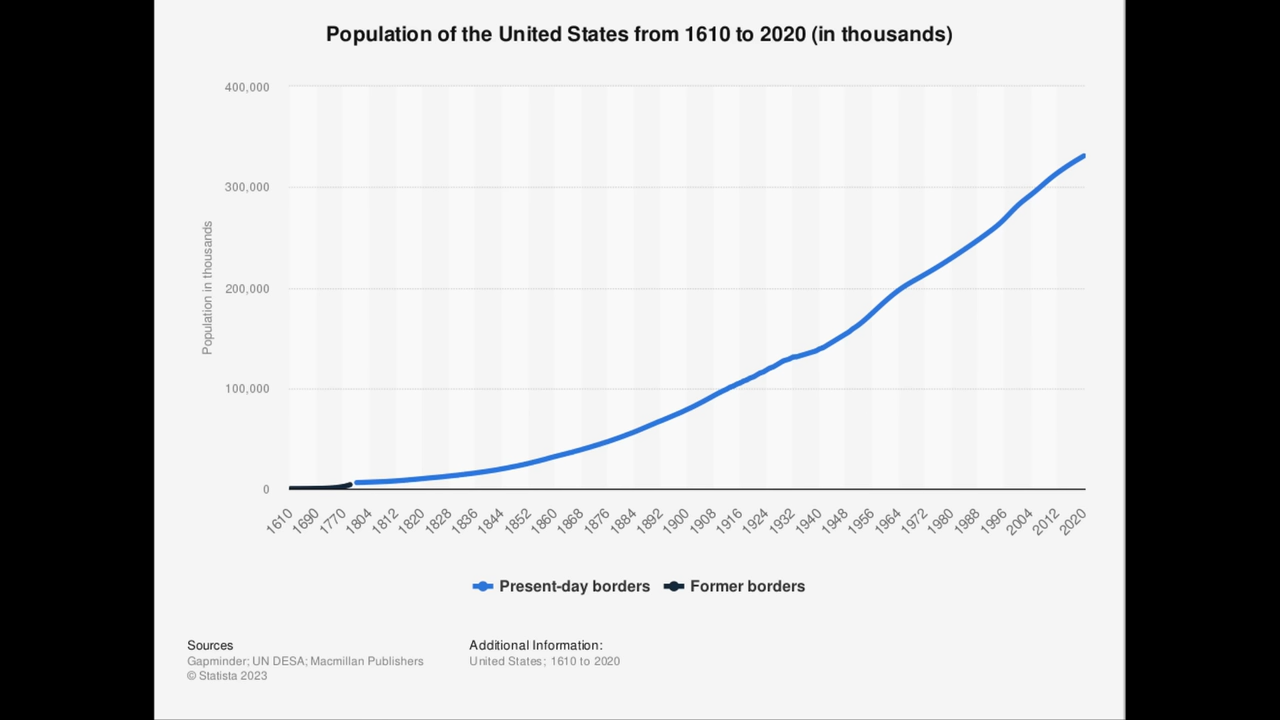 Population of the United States from 1610 to 2020 (in thousands)
400,000
300,000
200,000
100,000
0
Population in thousands
1610 1690 1770 1804 1812 1820 1828 1836 1844 1852 1860 1868 1876 1884 1892 1900 1908 1916 1924 1932 1940 1948 1956 1964 1972 1980 1988 1996 2004 2012 2020
Present-day borders Former borders
Sources
Gapminder; UN DESA; Macmillan Publishers
© Statista 2023
Additional Information:
United States; 1610 to 2020